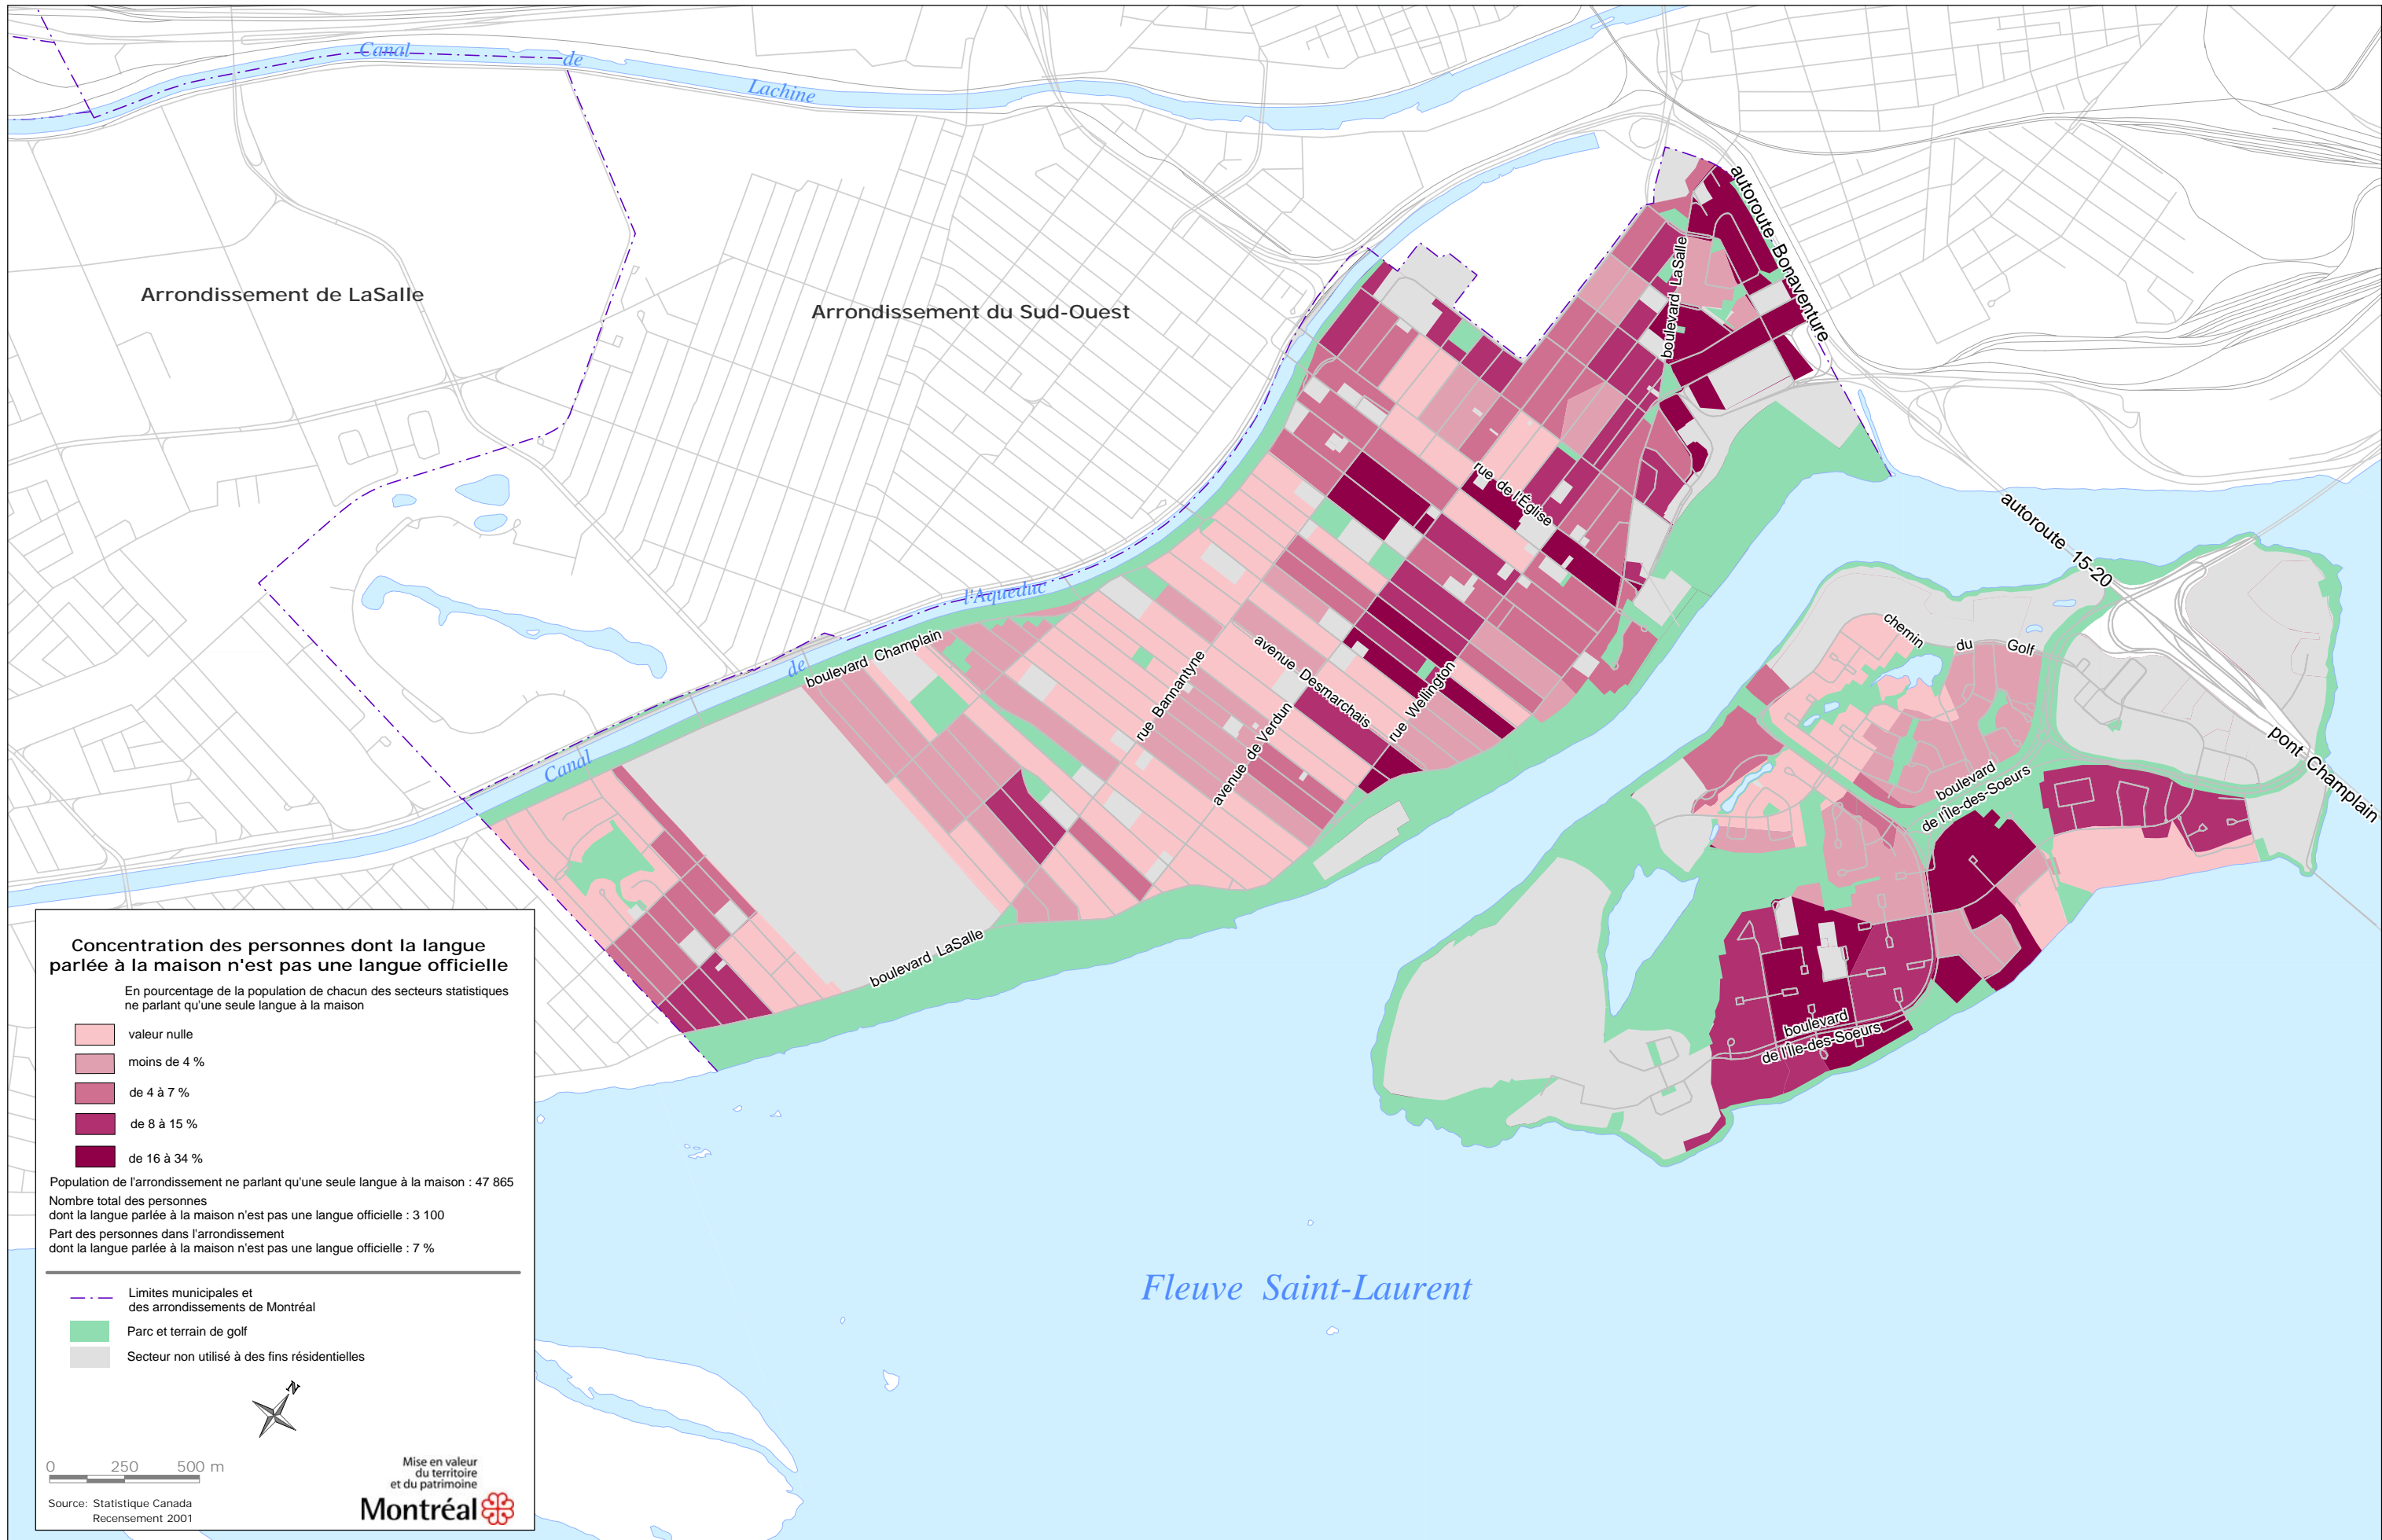 Canal de Lachine
Arrondissement de LaSalle
Arrondissement du Sud-Ouest
autoroute Bonaventure
boulevard LaSalle
rue de l'Église
autoroute 15-20
Canal de l'Aqueduc
boulevard Champlain
rue Bannantyne
avenue Desmarchais
avenue de Verdun
rue Wellington
chemin du Golf
boulevard
de l'Île-des-Soeurs
pont Champlain
boulevard LaSalle
boulevard
de l'Île-des-Soeurs
Fleuve Saint-Laurent
Concentration des personnes dont la langue
parlée à la maison n'est pas une langue officielle
En pourcentage de la population de chacun des secteurs statistiques
ne parlant qu'une seule langue à la maison
valeur nulle
moins de 4 %
de 4 à 7 %
de 8 à 15 %
de 16 à 34 %
Population de l'arrondissement ne parlant qu'une seule langue à la maison : 47 865
Nombre total des personnes
dont la langue parlée à la maison n'est pas une langue officielle : 3 100
Part des personnes dans l'arrondissement
dont la langue parlée à la maison n'est pas une langue officielle : 7 %
Limites municipales et
des arrondissements de Montréal
Parc et terrain de golf
Secteur non utilisé à des fins résidentielles
N
0 250 500 m
Source: Statistique Canada
Recensement 2001
Mise en valeur
du territoire
et du patrimoine
Montréal